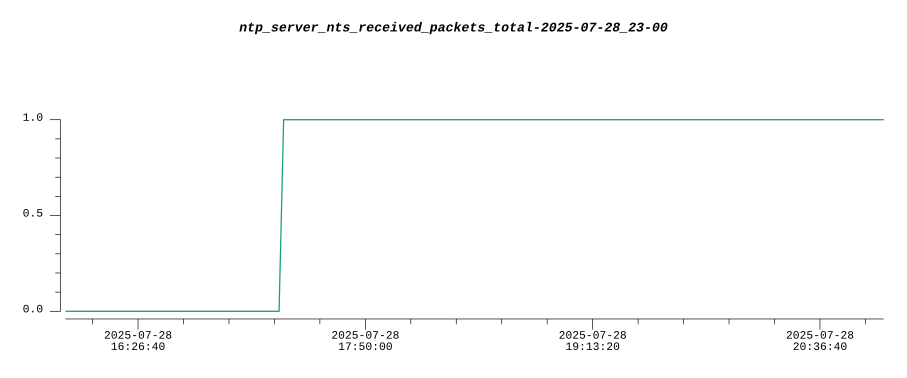 ntp_server_nts_received_packets_total-2025-07-28_23-00
1.0
0.5
0.0
2025-07-28 2025-07-28 2025-07-28 2025-07-28
16:26:40 17:50:00 19:13:20 20:36:40